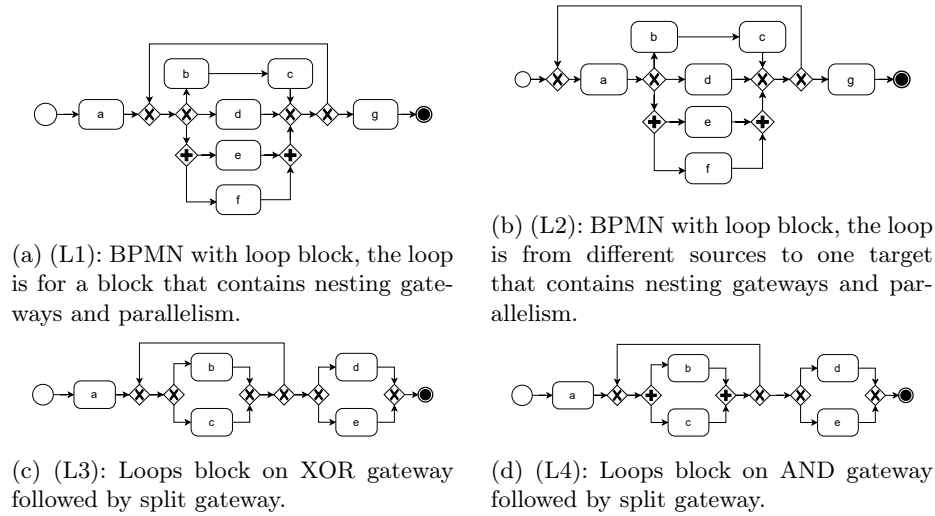 b
c
a
d
g
e
f
b
c
a
d
g
e
f
(a) (L1): BPMN with loop block, the loop
is for a block that contains nesting gate-
ways and parallelism.
(b) (L2): BPMN with loop block, the loop
is from different sources to one target
that contains nesting gateways and par-
allelism.
b
d
a
c
e
b
d
a
c
e
(c) (L3): Loops block on XOR gateway
followed by split gateway.
(d) (L4): Loops block on AND gateway
followed by split gateway.